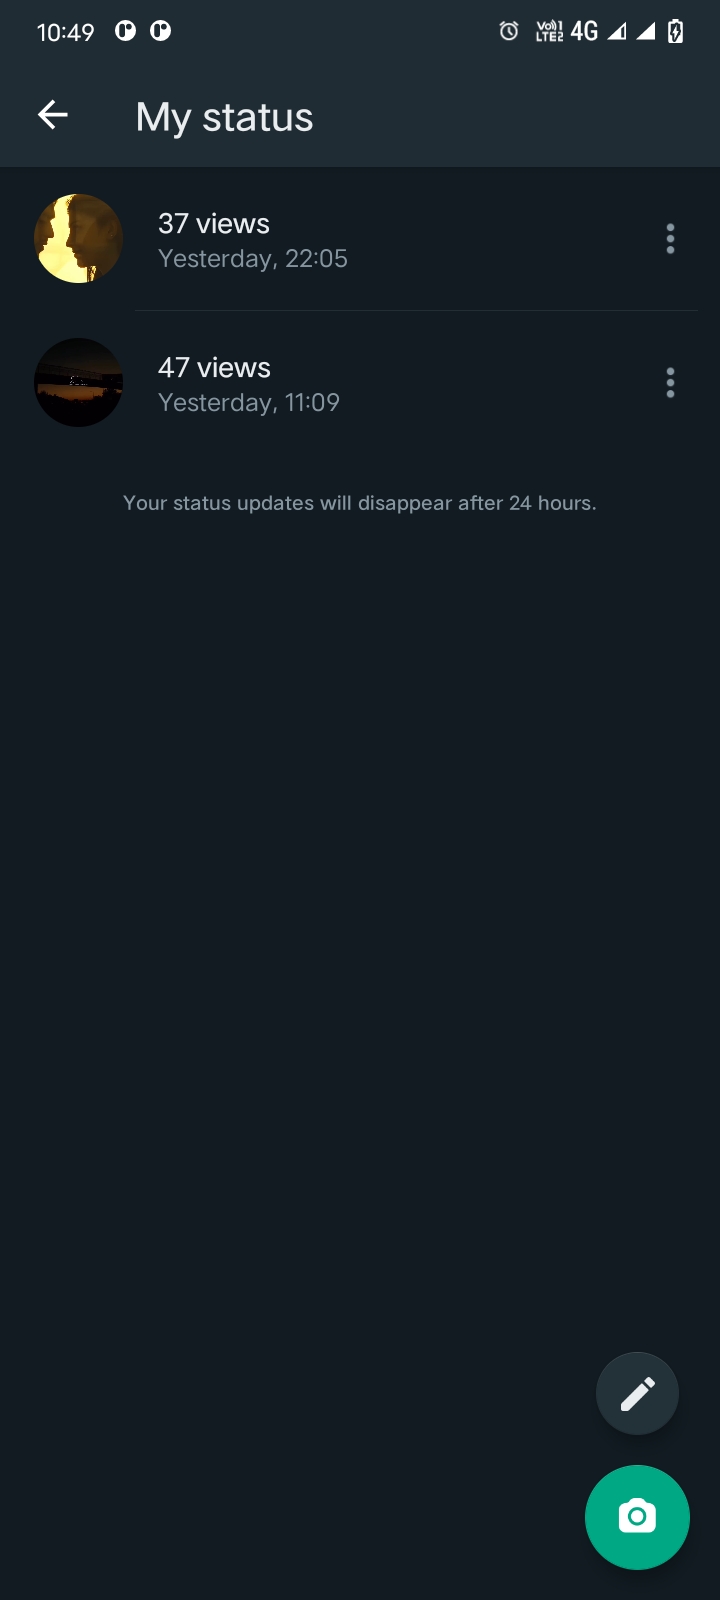 10:49
Vo)) 1
LTE2
4G
My status
37 views
Yesterday, 22:05
47 views
Yesterday, 11:09
Your status updates will disappear after 24 hours.